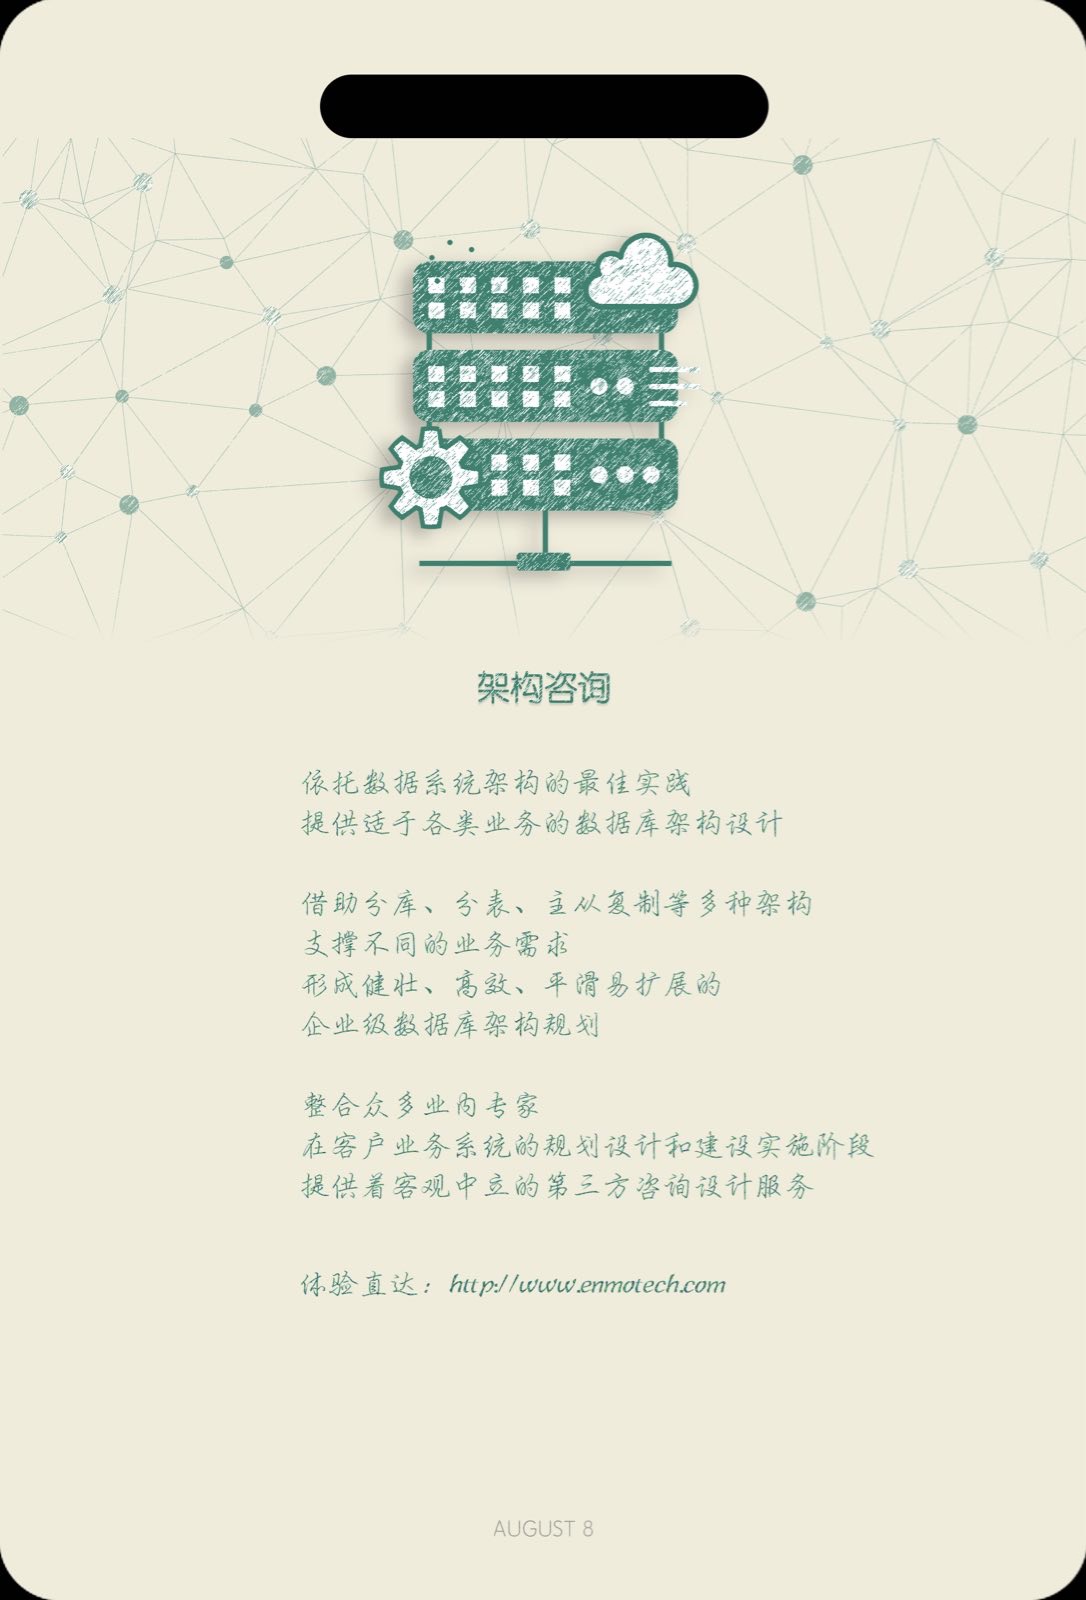 架构咨询
依托数据系统架构的最佳实践
提供适于各类业务的数据库架构设计
借助分库、分表、主从复制等多种架构
支撑不同的业务需求
形成健壮、高效、平滑易扩展的
企业级数据库架构规划
整合众多业内专家
在客户业务系统的规划设计和建设实施阶段
提供着客观中立的第三方咨询设计服务
体验直达：http://www.enmotech.com
AUGUST 8